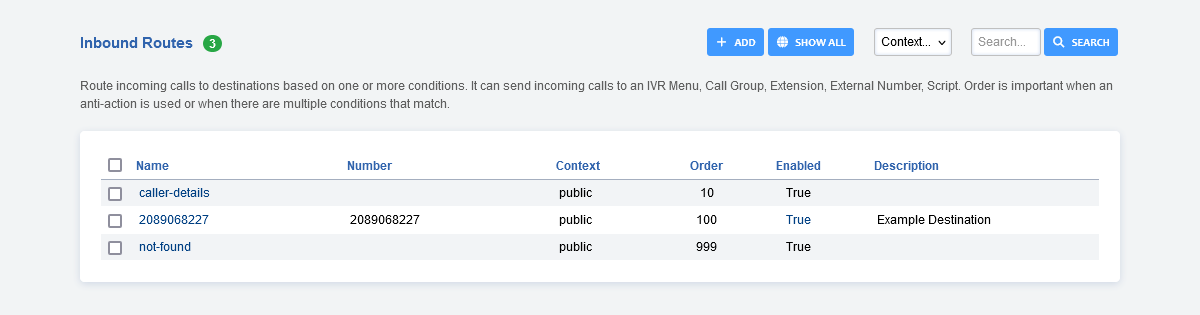 Inbound Routes 3 ADD SHOW ALL Context... Search... SEARCH
Route incoming calls to destinations based on one or more conditions. It can send incoming calls to an IVR Menu, Call Group, Extension, External Number, Script. Order is important when an
anti-action is used or when there are multiple conditions that match.
Name Number Context Order Enabled Description
caller-details public 10 True
2089068227 2089068227 public 100 True Example Destination
not-found public 999 True